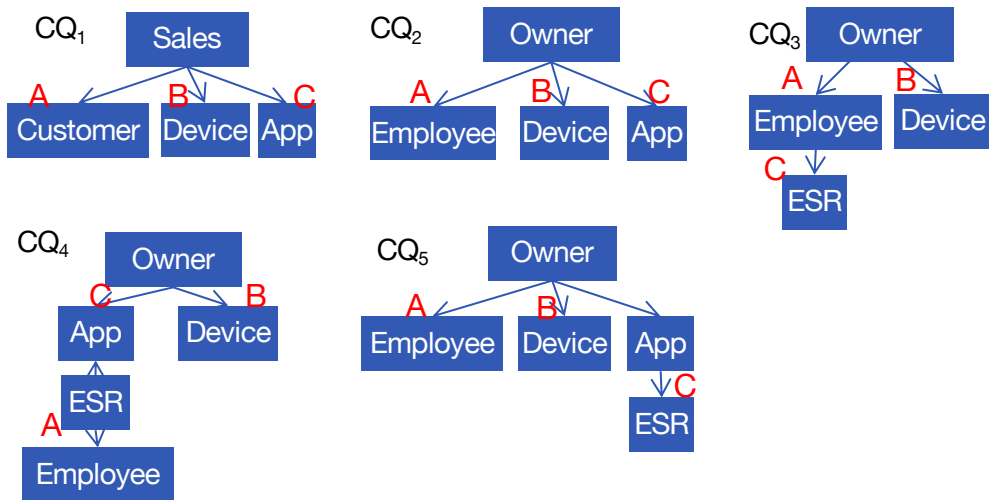 CQ1
Sales
A
B
C
Customer
Device
App
CQ2
Owner
A
B
C
Employee
Device
App
CQ3
Owner
A
B
Employee
Device
C
ESR
CQ4
Owner
C
B
App
Device
ESR
A
Employee
CQ5
Owner
A
B
Employee
Device
App
C
ESR